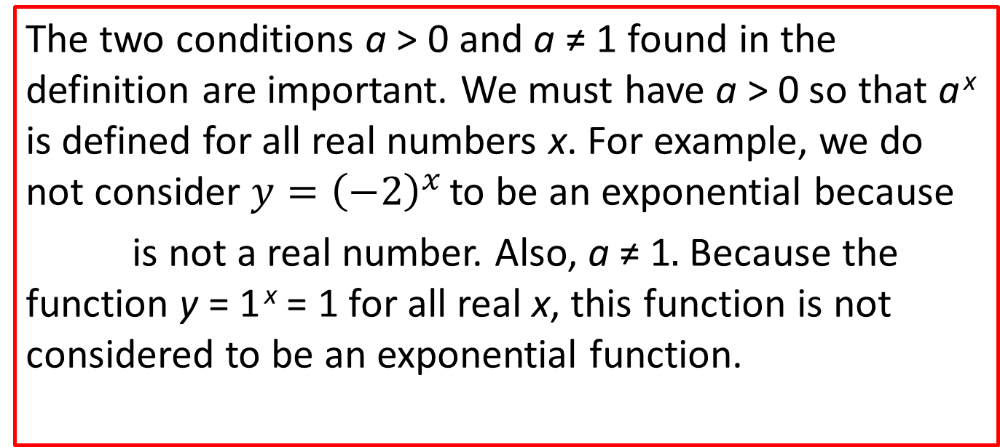 The two conditions a > 0 and a ≠ 1 found in the
definition are important. We must have a > 0 so that aˣ
is defined for all real numbers x. For example, we do
not consider y = (−2)ˣ to be an exponential because
is not a real number. Also, a ≠ 1. Because the
function y = 1ˣ = 1 for all real x, this function is not
considered to be an exponential function.